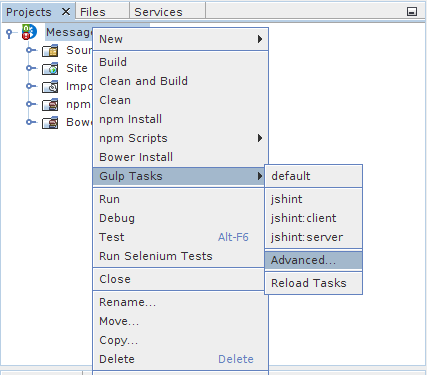 Projects Files Services
Message
New
Sour
Build
Site
Clean and Build
Impo
Clean
npm
npm Install
Bower
npm Scripts
Bower Install
Gulp Tasks
default
Run
jshint
Debug
jshint:client
Test Alt-F6
jshint:server
Run Selenium Tests
Advanced...
Close
Reload Tasks
Rename...
Move...
Copy...
Delete Delete